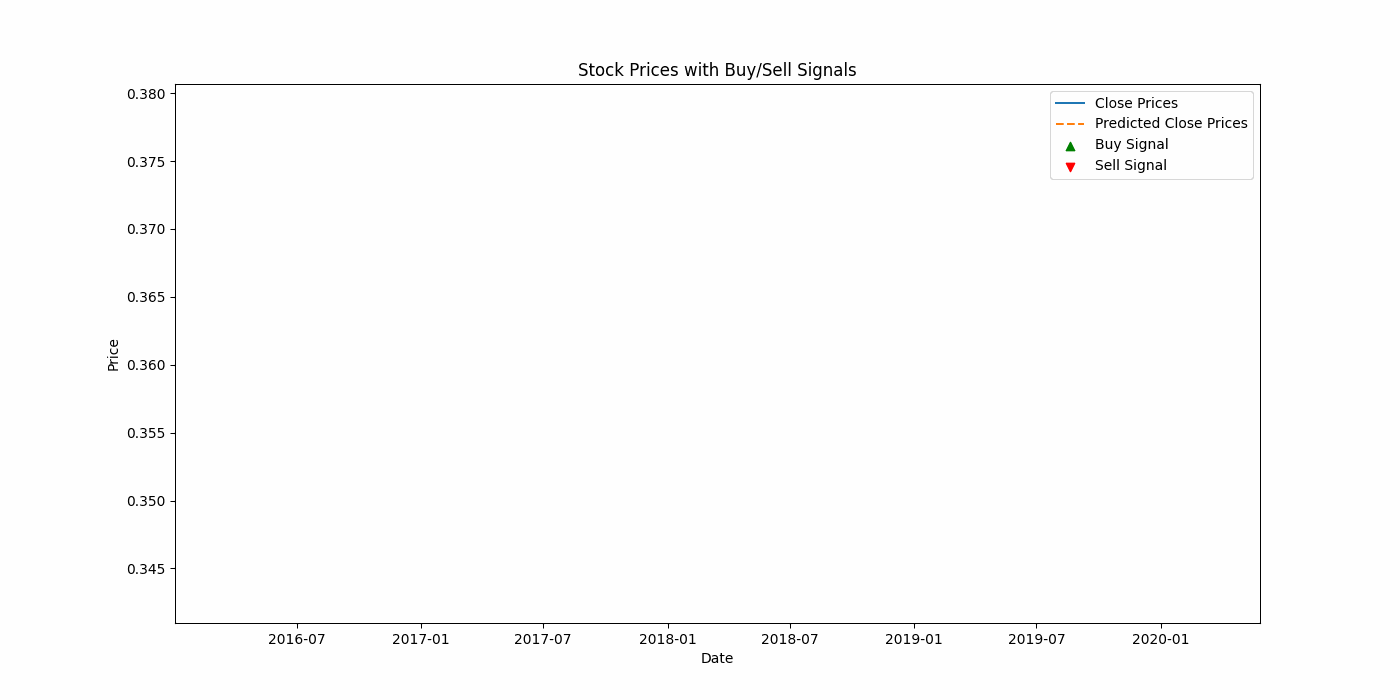 Stock Prices with Buy/Sell Signals
Close Prices
Predicted Close Prices
Buy Signal
Sell Signal
0.380
0.375
0.370
0.365
0.360
0.355
0.350
0.345
Price
2016-07 2017-01 2017-07 2018-01 2018-07 2019-01 2019-07 2020-01
Date